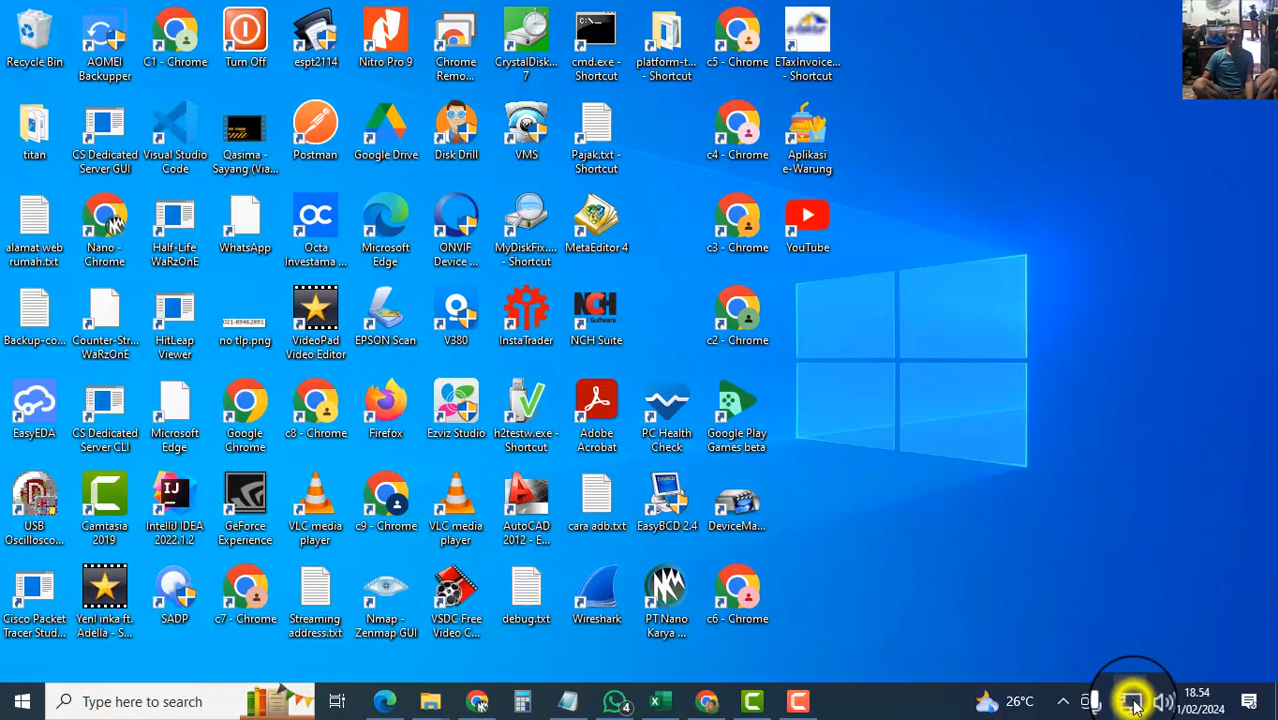 Recycle Bin
AOMEI
Backupper
C1 - Chrome
Turn Off
espt2114
Nitro Pro 9
Chrome
Remo...
CrystalDisk...
7
cmd.exe -
Shortcut
platform-t...
- Shortcut
c5 - Chrome
ETaxInvoice...
- Shortcut
titan
CS Dedicated
Server GUI
Visual Studio
Code
Qasima -
Sayang (Via...
Postman
Google Drive
Disk Drill
VMS
Pajak.txt -
Shortcut
c4 - Chrome
Aplikasi
e-Warung
alamat web
rumah.txt
Nano -
Chrome
Half-Life
WaRzOnE
WhatsApp
Octa
Investama ...
Microsoft
Edge
ONVIF
Device ...
MyDiskFix....
- Shortcut
MetaEditor 4
c3 - Chrome
YouTube
Backup-co...
Counter-Str...
WaRzOnE
HitLeap
Viewer
021-89462891
no tlp.png
VideoPad
Video Editor
EPSON Scan
V380
InstaTrader
NCH
Software
NCH Suite
c2 - Chrome
EasyEDA
CS Dedicated
Server CLI
Microsoft
Edge
Google
Chrome
c8 - Chrome
Firefox
Ezviz Studio
h2testw.exe -
Shortcut
Adobe
Acrobat
PC Health
Check
Google Play
Games beta
USB
Oscillosco...
Camtasia
2019
IntelliJ IDEA
2022.1.2
GeForce
Experience
VLC media
player
c9 - Chrome
VLC media
player
AutoCAD
2012 - E...
cara adb.txt
EasyBCD 2.4
DeviceMa...
Cisco Packet
Tracer Stud...
Yeni inka ft.
Adella - S...
SADP
c7 - Chrome
Streaming
address.txt
Nmap -
Zenmap GUI
VSDC Free
Video C...
debug.txt
Wireshark
PT Nano
Karya ...
c6 - Chrome
Type here to search
4
26°C
18.54
1/02/2024